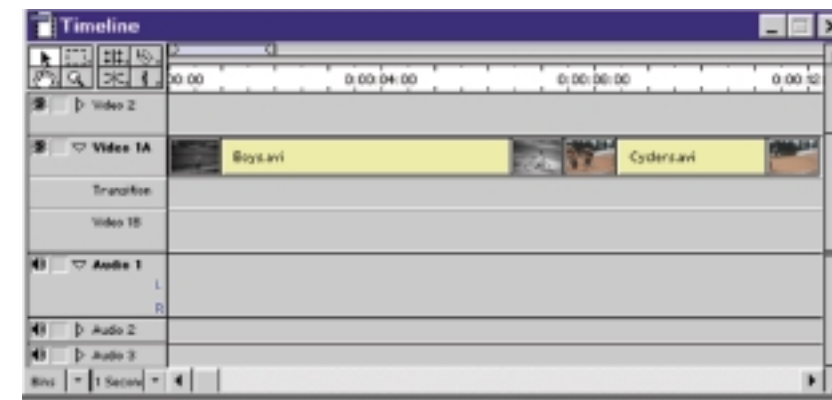 Timeline
00:00 0:00:04:00 0:00:08:00 0:00:12
Video 2
Video 1A Boys.avi Cyclers.avi
Transition
Video 1B
Audio 1
L
R
Audio 2
Audio 3
1 Second